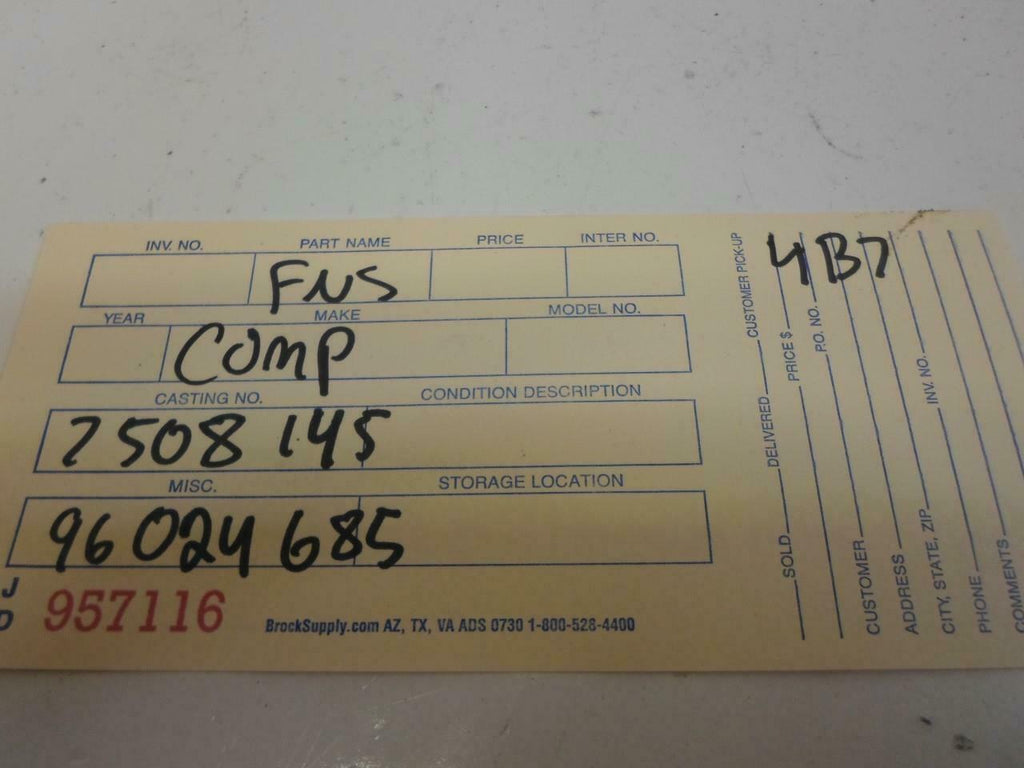 INV. NO. PART NAME PRICE INTER NO.
FNS
YEAR MAKE MODEL NO.
Comp
CASTING NO. CONDITION DESCRIPTION
7508 145
MISC. STORAGE LOCATION
96024685
J
D
957116
BrockSupply.com AZ, TX, VA ADS 0730 1-800-528-4400
4B7
SOLD DELIVERED CUSTOMER PICK-UP
PRICE $
P.O. NO.
CUSTOMER
ADDRESS
CITY, STATE, ZIP INV. NO.
PHONE
COMMENTS